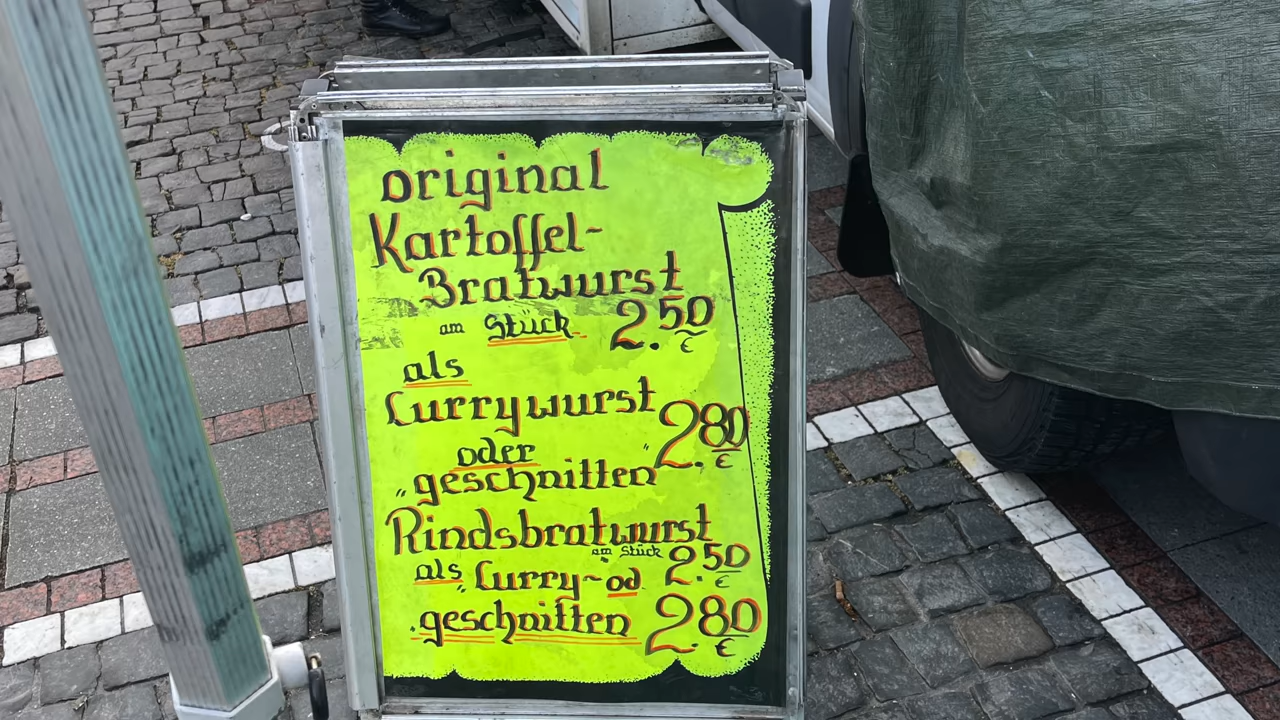 original
Kartoffel-
Bratwurst
am Stück 2.50 €
als
Currywurst 2.80 €
oder
"geschnitten"
Rindsbratwurst
am Stück 2.50 €
als "Curry- od.
geschnitten 2.80 €